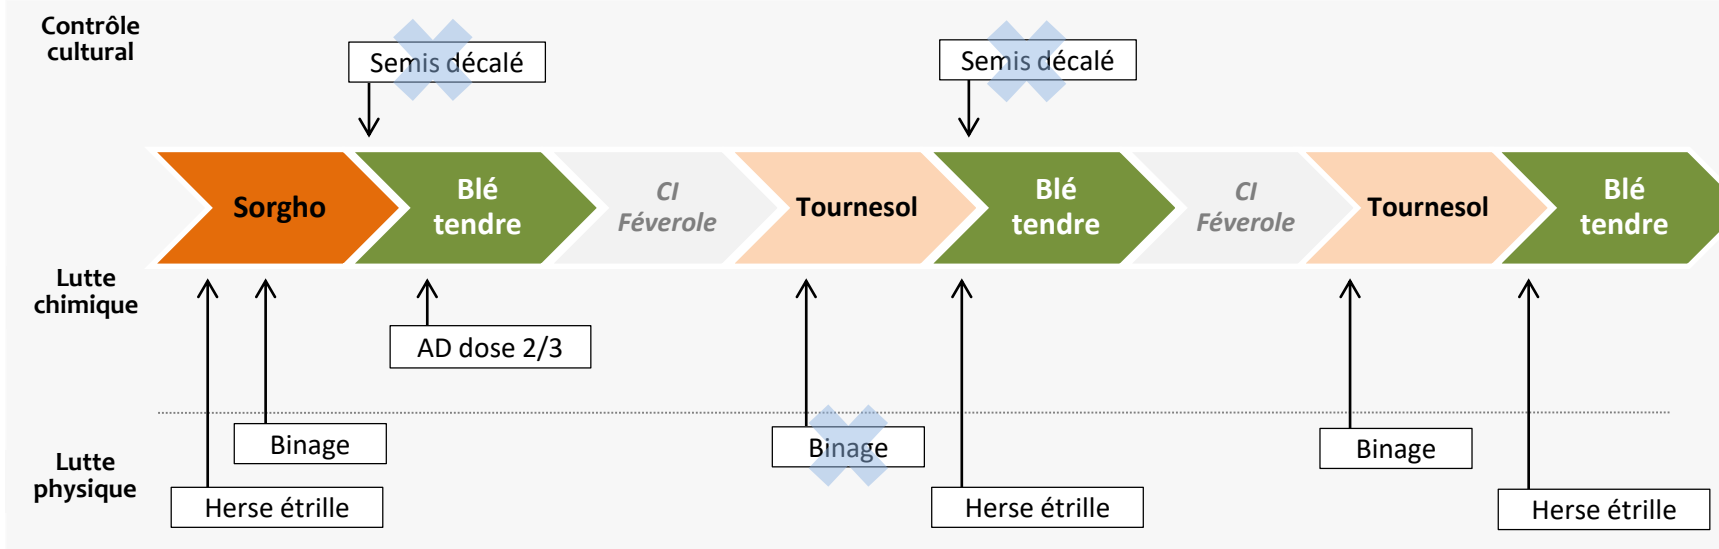 Contrôle
cultural
Semis décalé
Semis décalé
Sorgho
Blé
tendre
CI
Féverole
Tournesol
Blé
tendre
CI
Féverole
Tournesol
Blé
tendre
Lutte
chimique
AD dose 2/3
Lutte
physique
Binage
Binage
Binage
Herse étrille
Herse étrille
Herse étrille